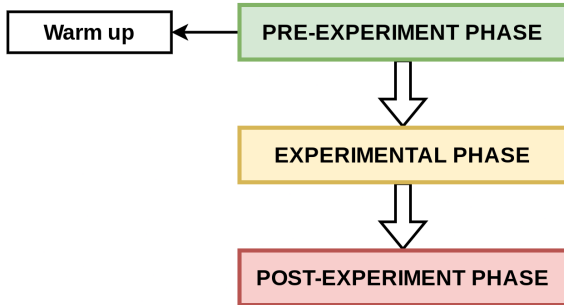 Warm up
PRE-EXPERIMENT PHASE
EXPERIMENTAL PHASE
POST-EXPERIMENT PHASE